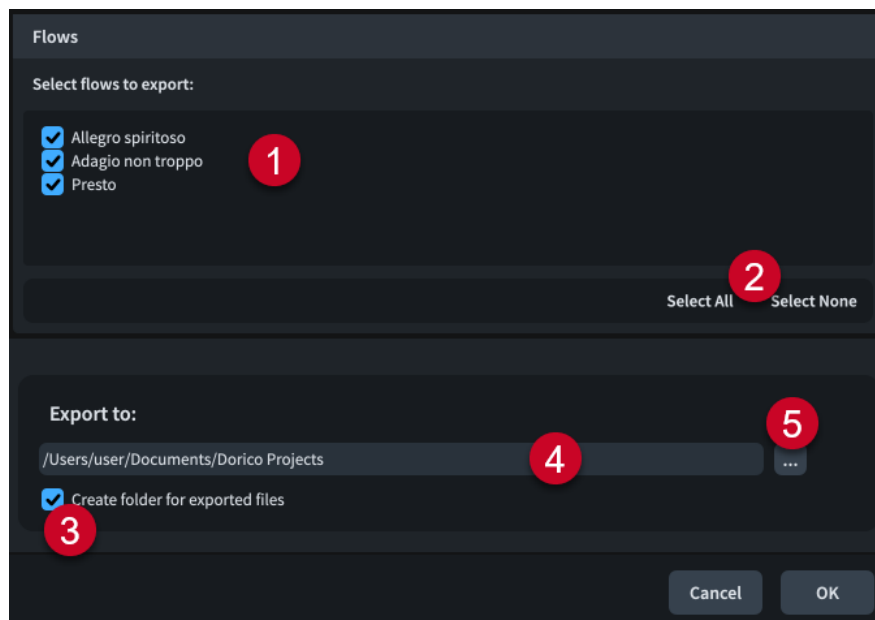 Flows
Select flows to export:
Allegro spiritoso
Adagio non troppo
1
Presto
2
Select All Select None
Export to:
5
/Users/user/Documents/Dorico Projects
4
...
Create folder for exported files
3
Cancel OK